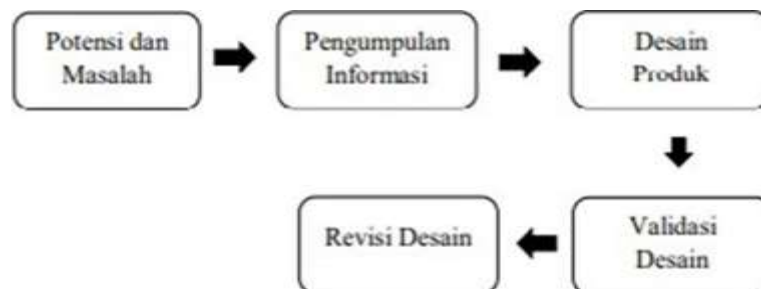 Potensi dan
Masalah
Pengumpulan
Informasi
Desain
Produk
Revisi Desain
Validasi
Desain